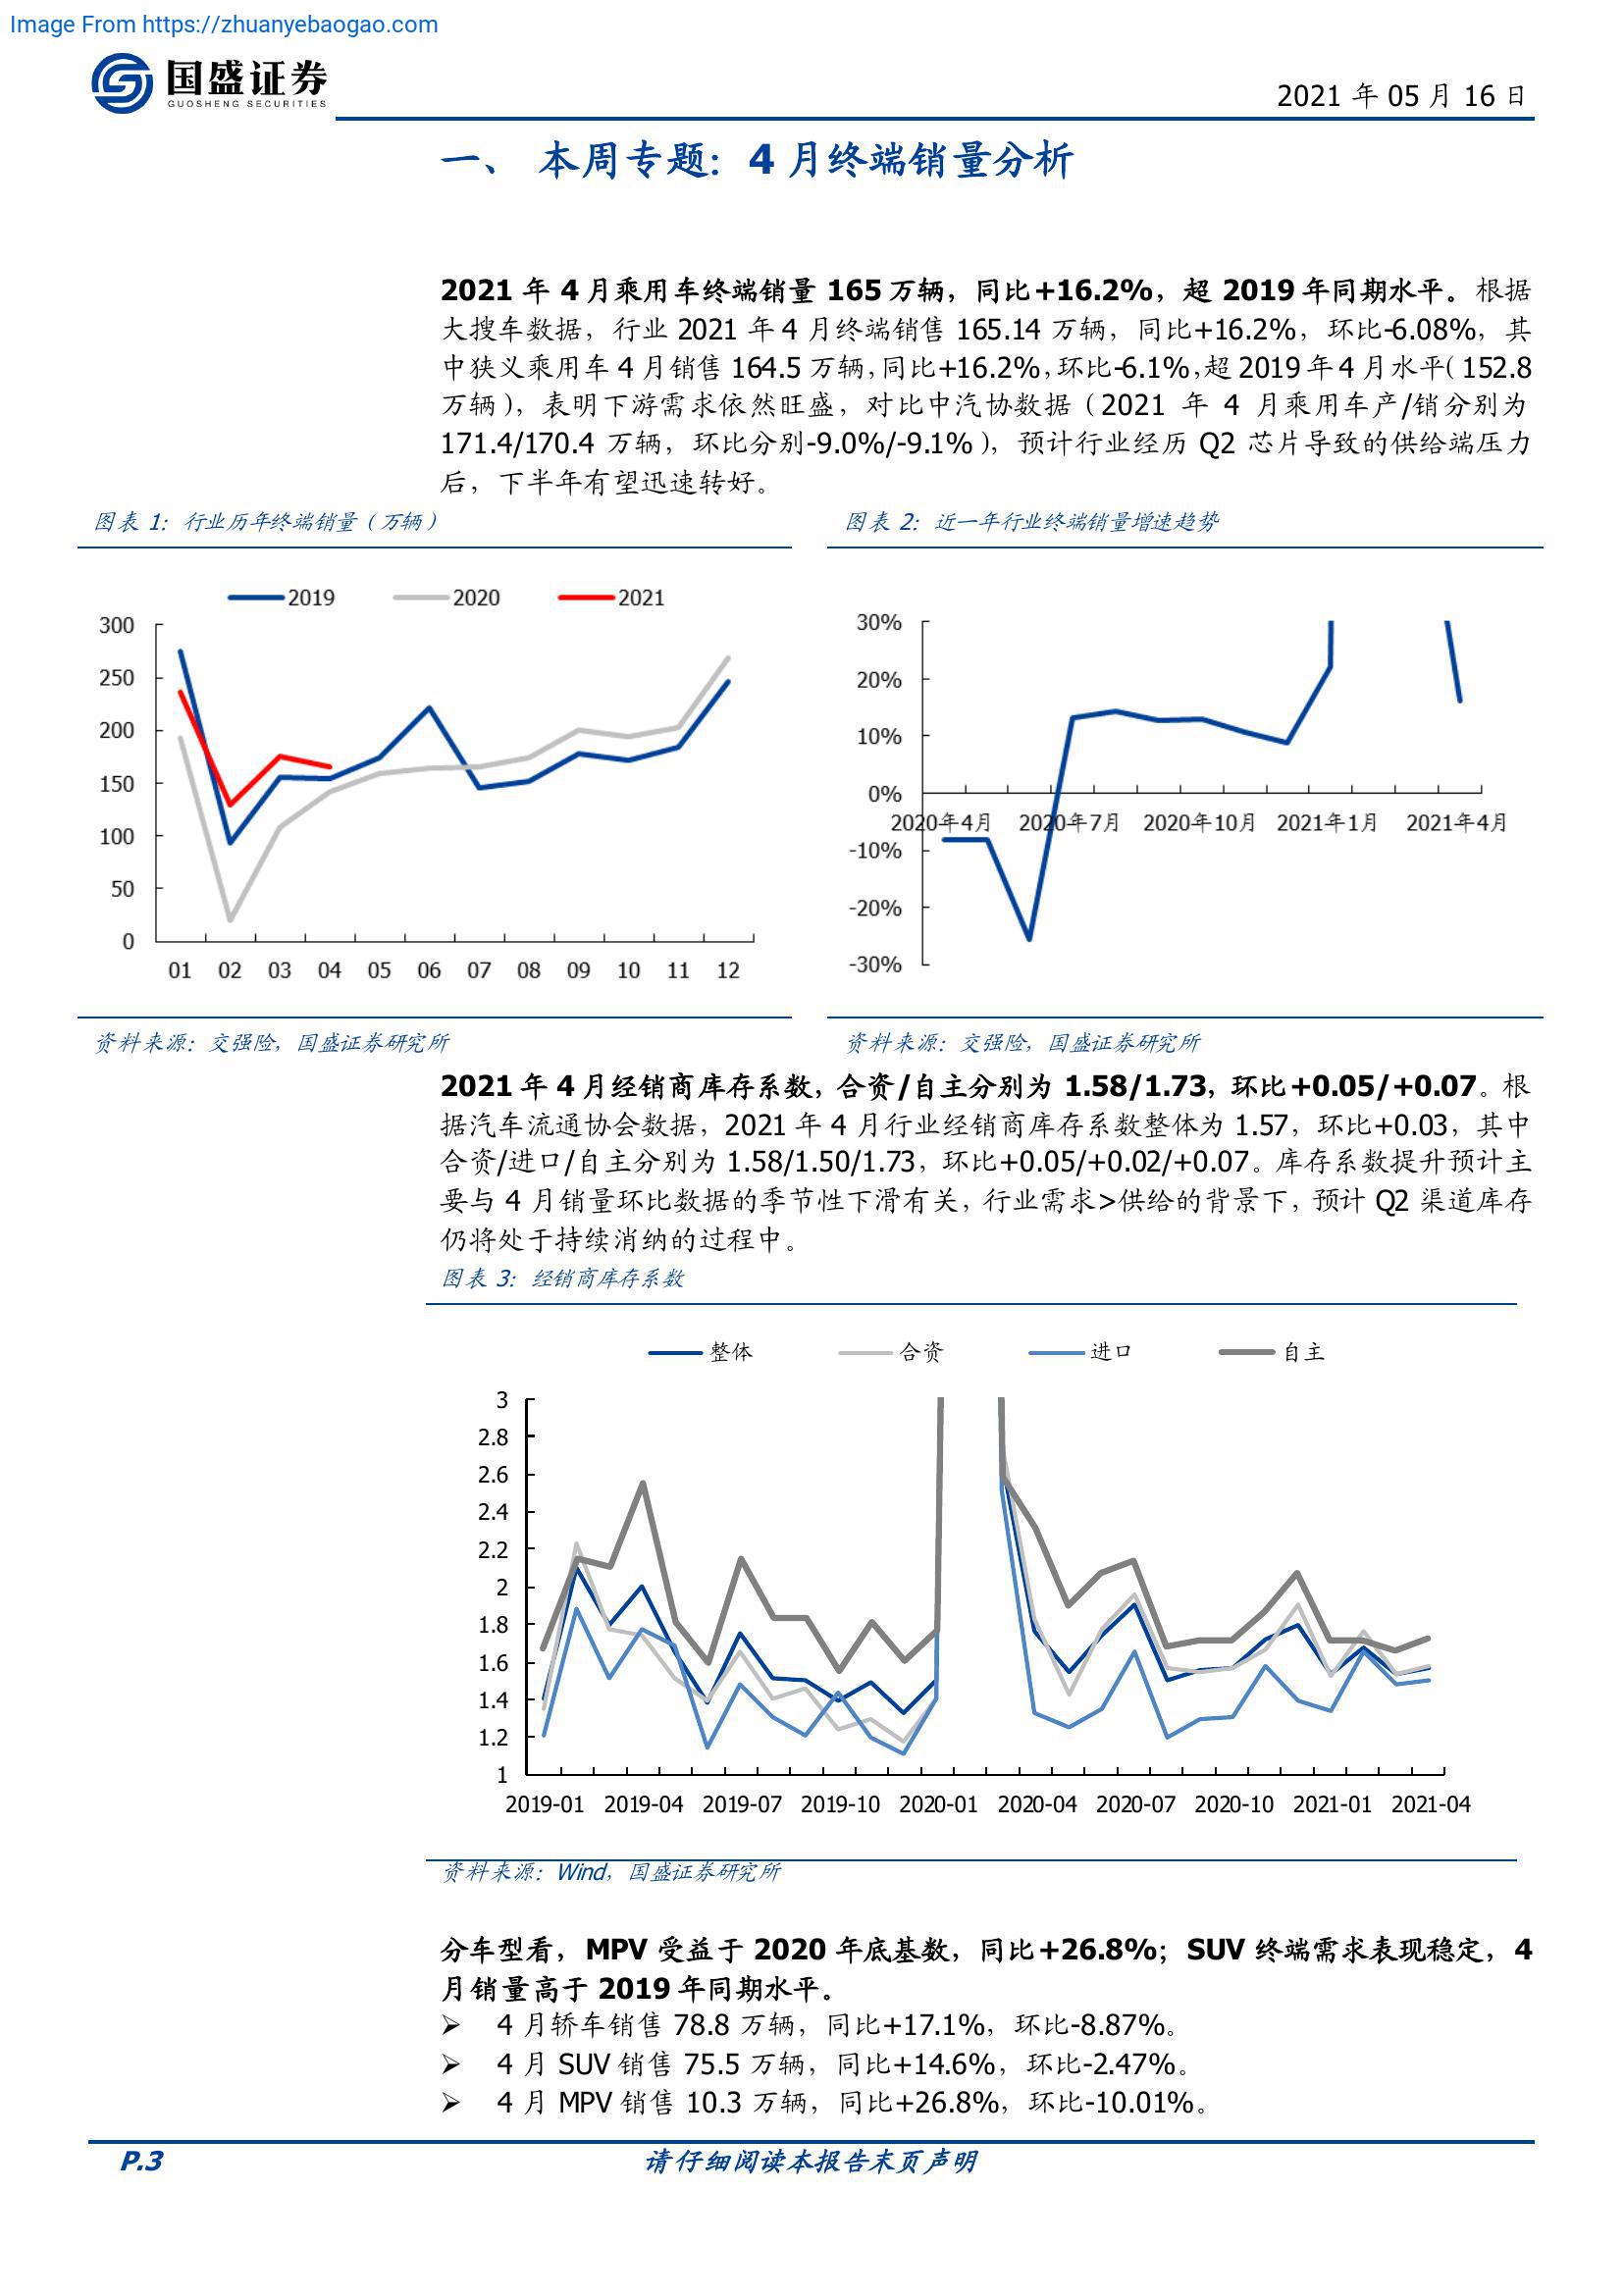 Image From https://zhuanyebaogao.com
国盛证券
GUOSHENG SECURITIES
2021 年 05 月 16 日
一、 本周专题：4 月终端销量分析
2021 年 4 月乘用车终端销量 165 万辆，同比+16.2%，超 2019 年同期水平。根据
大搜车数据，行业 2021 年 4 月终端销售 165.14 万辆，同比+16.2%，环比-6.08%，其
中狭义乘用车 4 月销售 164.5 万辆，同比+16.2%，环比-6.1%，超 2019 年 4 月水平（152.8
万辆），表明下游需求依然旺盛，对比中汽协数据（2021 年 4 月乘用车产/销分别为
171.4/170.4 万辆，环比分别-9.0%/-9.1%），预计行业经历 Q2 芯片导致的供给端压力
后，下半年有望迅速转好。
图表 1：行业历年终端销量（万辆）
2019 2020 2021
300
250
200
150
100
50
0
01 02 03 04 05 06 07 08 09 10 11 12
资料来源：交强险，国盛证券研究所
图表 2：近一年行业终端销量增速趋势
30%
20%
10%
0%
2020年4月 2020年7月 2020年10月 2021年1月 2021年4月
-10%
-20%
-30%
资料来源：交强险，国盛证券研究所
2021 年 4 月经销商库存系数，合资/自主分别为 1.58/1.73，环比+0.05/+0.07。根
据汽车流通协会数据，2021 年 4 月行业经销商库存系数整体为 1.57，环比+0.03，其中
合资/进口/自主分别为 1.58/1.50/1.73，环比+0.05/+0.02/+0.07。库存系数提升预计主
要与 4 月销量环比数据的季节性下滑有关，行业需求>供给的背景下，预计 Q2 渠道库存
仍将处于持续消纳的过程中。
图表 3：经销商库存系数
整体 合资 进口 自主
3
2.8
2.6
2.4
2.2
2
1.8
1.6
1.4
1.2
1
2019-01 2019-04 2019-07 2019-10 2020-01 2020-04 2020-07 2020-10 2021-01 2021-04
资料来源：Wind，国盛证券研究所
分车型看，MPV 受益于 2020 年底基数，同比+26.8%；SUV 终端需求表现稳定，4
月销量高于 2019 年同期水平。
➢ 4 月轿车销售 78.8 万辆，同比+17.1%，环比-8.87%。
➢ 4 月 SUV 销售 75.5 万辆，同比+14.6%，环比-2.47%。
➢ 4 月 MPV 销售 10.3 万辆，同比+26.8%，环比-10.01%。
P.3
请仔细阅读本报告末页声明